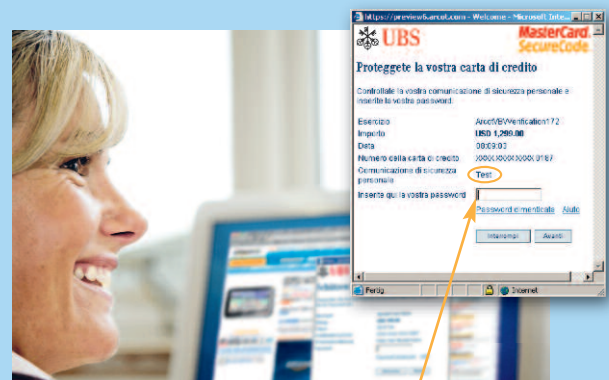 https://preview6.arcot.com - Welcome - Microsoft Inte...
UBS
MasterCard
SecureCode
Proteggete la vostra carta di credito
Controllate la vostra comunicazione di sicurezza personale e
inserite la vostra password.
Esercizio
Importo USD 1,299.00
Data 08:09:03
Numero della carta di credito
Comunicazione di sicurezza
personale
Test
Inserite qui la vostra password
Password dimenticate Aiuto
Interrompi Avanti
Fertig Internet